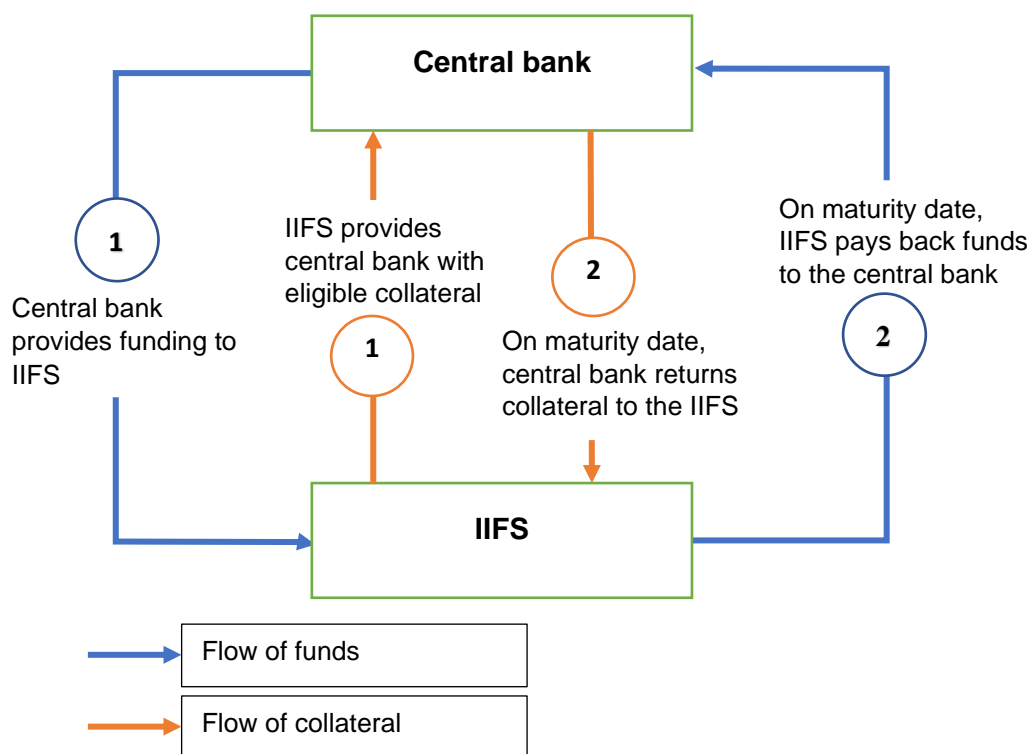 Central bank
1
Central bank
provides funding to
IIFS
IIFS provides
central bank with
eligible collateral
1
2
On maturity date,
central bank returns
collateral to the IIFS
On maturity date,
IIFS pays back funds
to the central bank
2
IIFS
Flow of funds
Flow of collateral